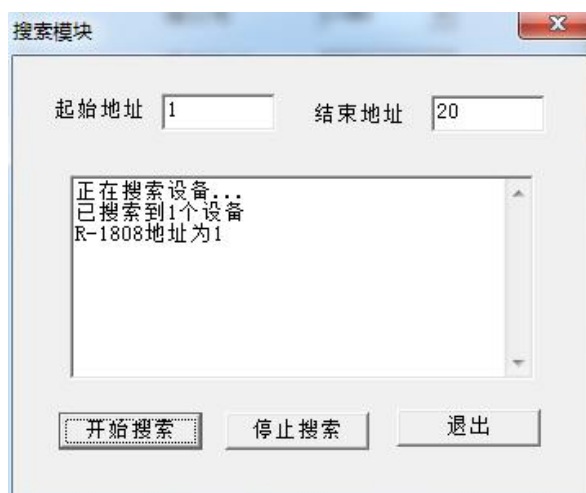 搜索模块
起始地址 1 结束地址 20
正在搜索设备...
已搜索到1个设备
R-1808地址为1
开始搜索 停止搜索 退出